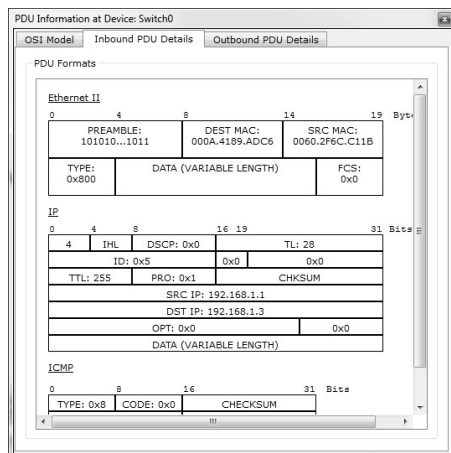 PDU Information at Device: Switch0
OSI Model Inbound PDU Details Outbound PDU Details
PDU Formats
Ethernet II
0 4 8 14 19 Byte
PREAMBLE: 101010...1011 DEST MAC: 000A.4189.ADC6 SRC MAC: 0060.2F6C.C11B
TYPE: 0x800 DATA (VARIABLE LENGTH) FCS: 0x0
IP
0 4 8 16 19 31 Bits
4 IHL DSCP: 0x0 TL: 28
ID: 0x5 0x0 0x0
TTL: 255 PRO: 0x1 CHKSUM
SRC IP: 192.168.1.1
DST IP: 192.168.1.3
OPT: 0x0 0x0
DATA (VARIABLE LENGTH)
ICMP
0 8 16 31 Bits
TYPE: 0x8 CODE: 0x0 CHECKSUM